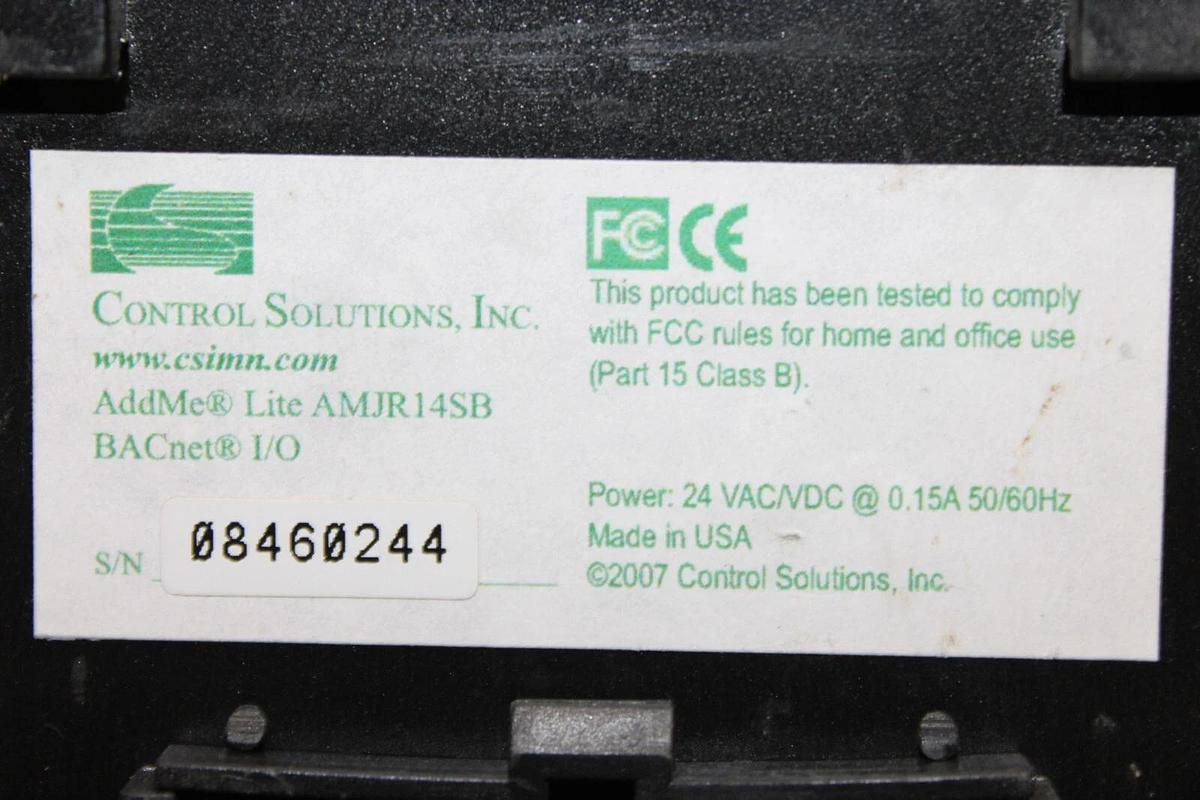 CONTROL SOLUTIONS, INC.
www.csimn.com
AddMe® Lite AMJR14SB
BACnet® I/O
S/N 08460244
FC CE
This product has been tested to comply
with FCC rules for home and office use
(Part 15 Class B).
Power: 24 VAC/VDC @ 0.15A 50/60Hz
Made in USA
©2007 Control Solutions, Inc.